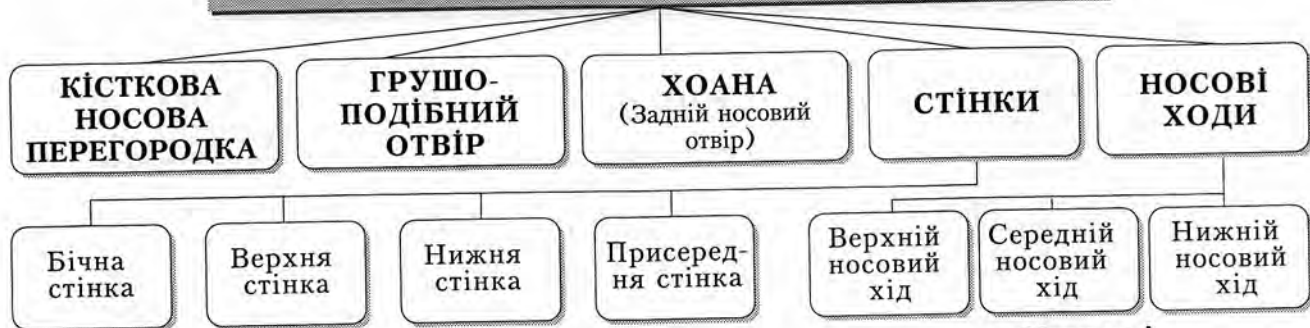 КІСТКОВА
НОСОВА
ПЕРЕГОРОДКА
ГРУШО-
ПОДІБНИЙ
ОТВІР
ХОАНА
(Задній носовий
отвір)
СТІНКИ
НОСОВІ
ХОДИ
Бічна
стінка
Верхня
стінка
Нижня
стінка
Присеред-
ня стінка
Верхній
носовий
хід
Середній
носовий
хід
Нижній
носовий
хід